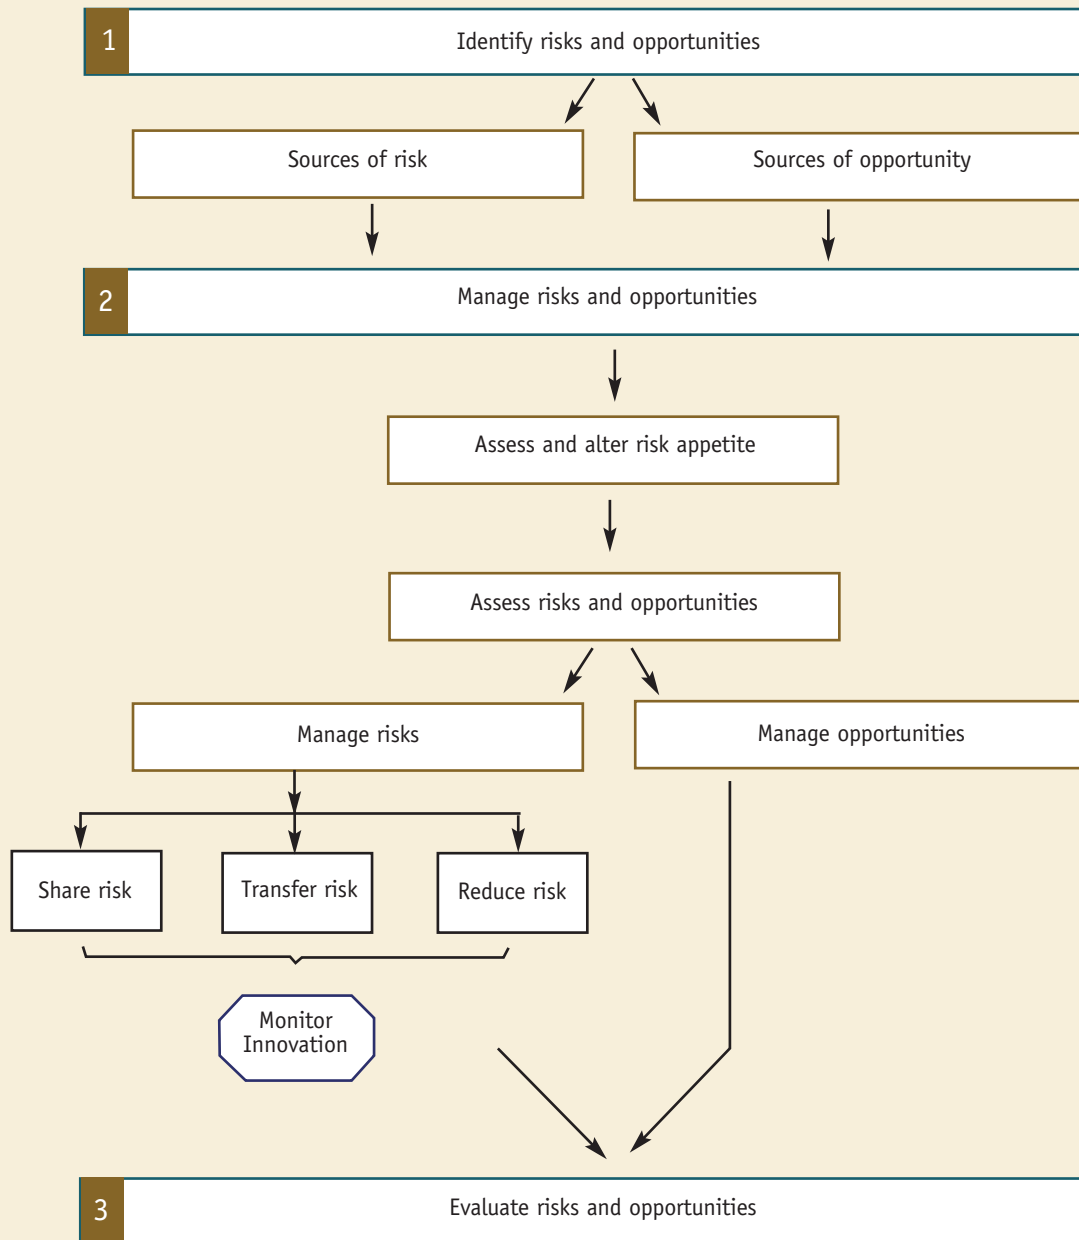 1
Identify risks and opportunities
Sources of risk
Sources of opportunity
2
Manage risks and opportunities
Assess and alter risk appetite
Assess risks and opportunities
Manage risks
Manage opportunities
Share risk
Transfer risk
Reduce risk
Monitor
Innovation
3
Evaluate risks and opportunities